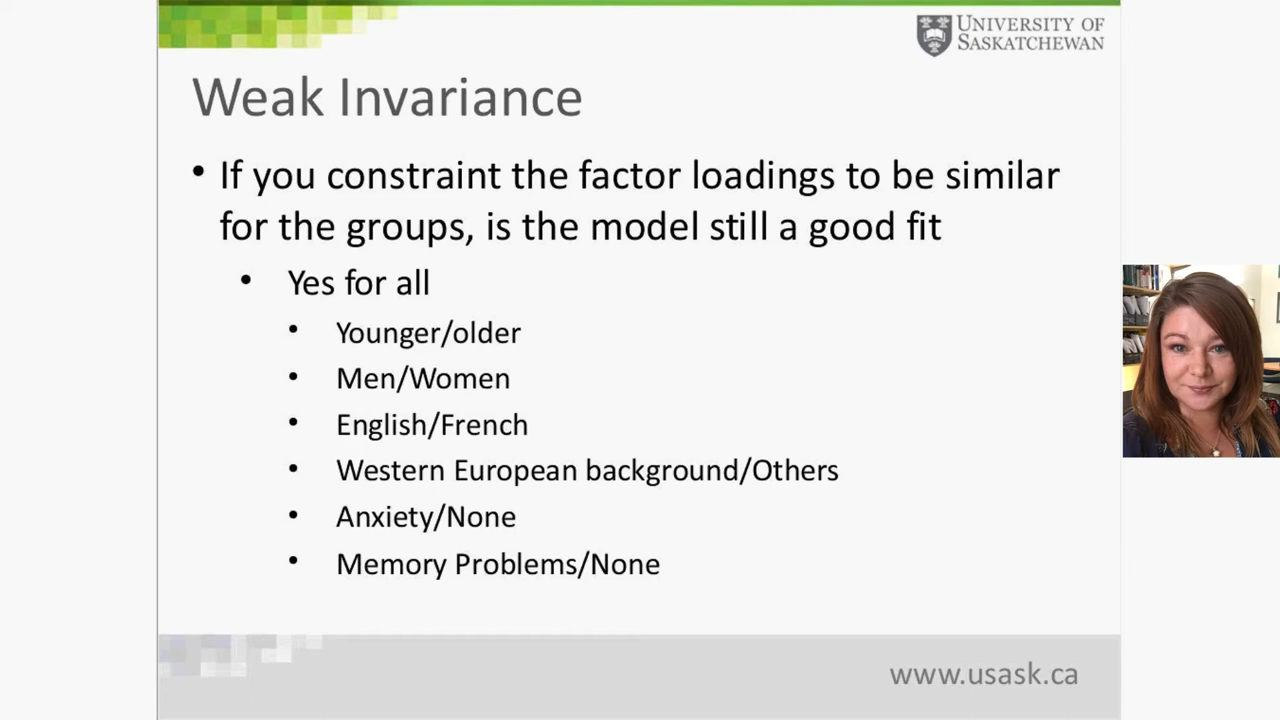 UNIVERSITY OF
SASKATCHEWAN
Weak Invariance
• If you constraint the factor loadings to be similar
for the groups, is the model still a good fit
• Yes for all
• Younger/older
• Men/Women
• English/French
• Western European background/Others
• Anxiety/None
• Memory Problems/None
www.usask.ca